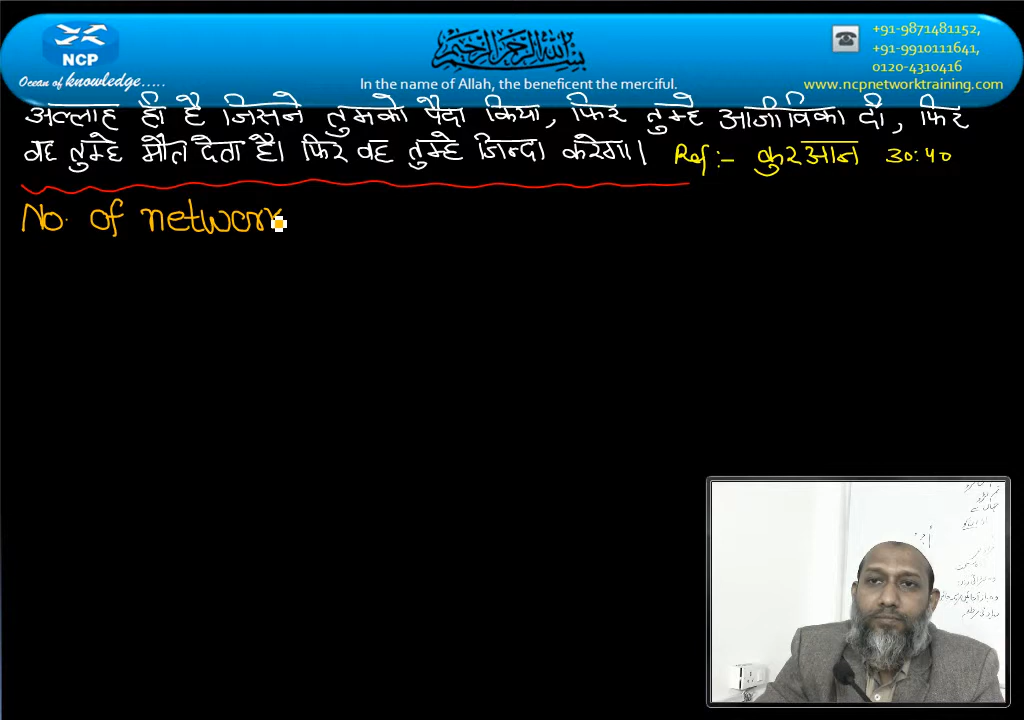 NCP
Ocean of knowledge.....
بسم الله الرحمن الرحيم
In the name of Allah, the beneficent the merciful.
+91-9871481152,
+91-9910111641,
0120-4310416
www.ncpnetworktraining.com
अल्लाह ही है जिसने तुमको पैदा किया, फिर तुम्हे आजीविका दी, फिर
वह तुम्हे मौत देता है। फिर वह तुम्हे जिन्दा करेगा। Ref:- कुरआन 30:40
No. of network